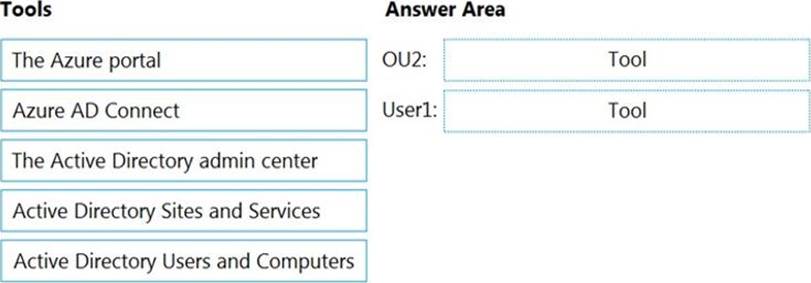 Tools
Answer Area
The Azure portal
OU2:
Tool
Azure AD Connect
User1:
Tool
The Active Directory admin center
Active Directory Sites and Services
Active Directory Users and Computers